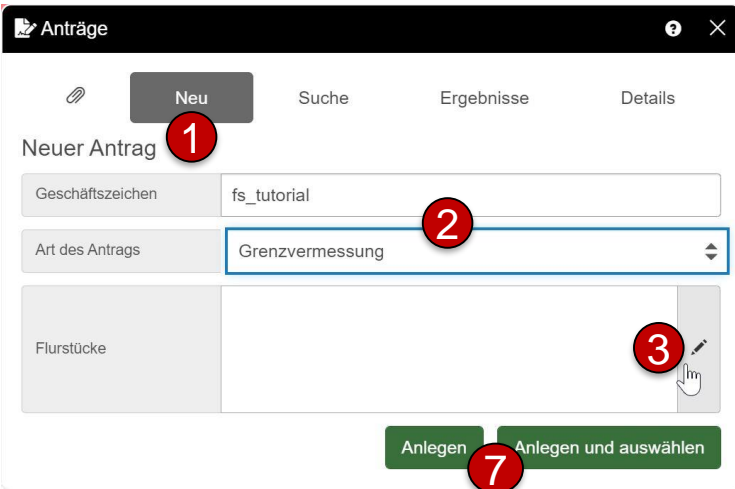 Anträge
Neu Suche Ergebnisse Details
1
Neuer Antrag
Geschäftszeichen fs_tutorial
2
Art des Antrags Grenzvermessung
Flurstücke 3
Anlegen Anlegen und auswählen
7